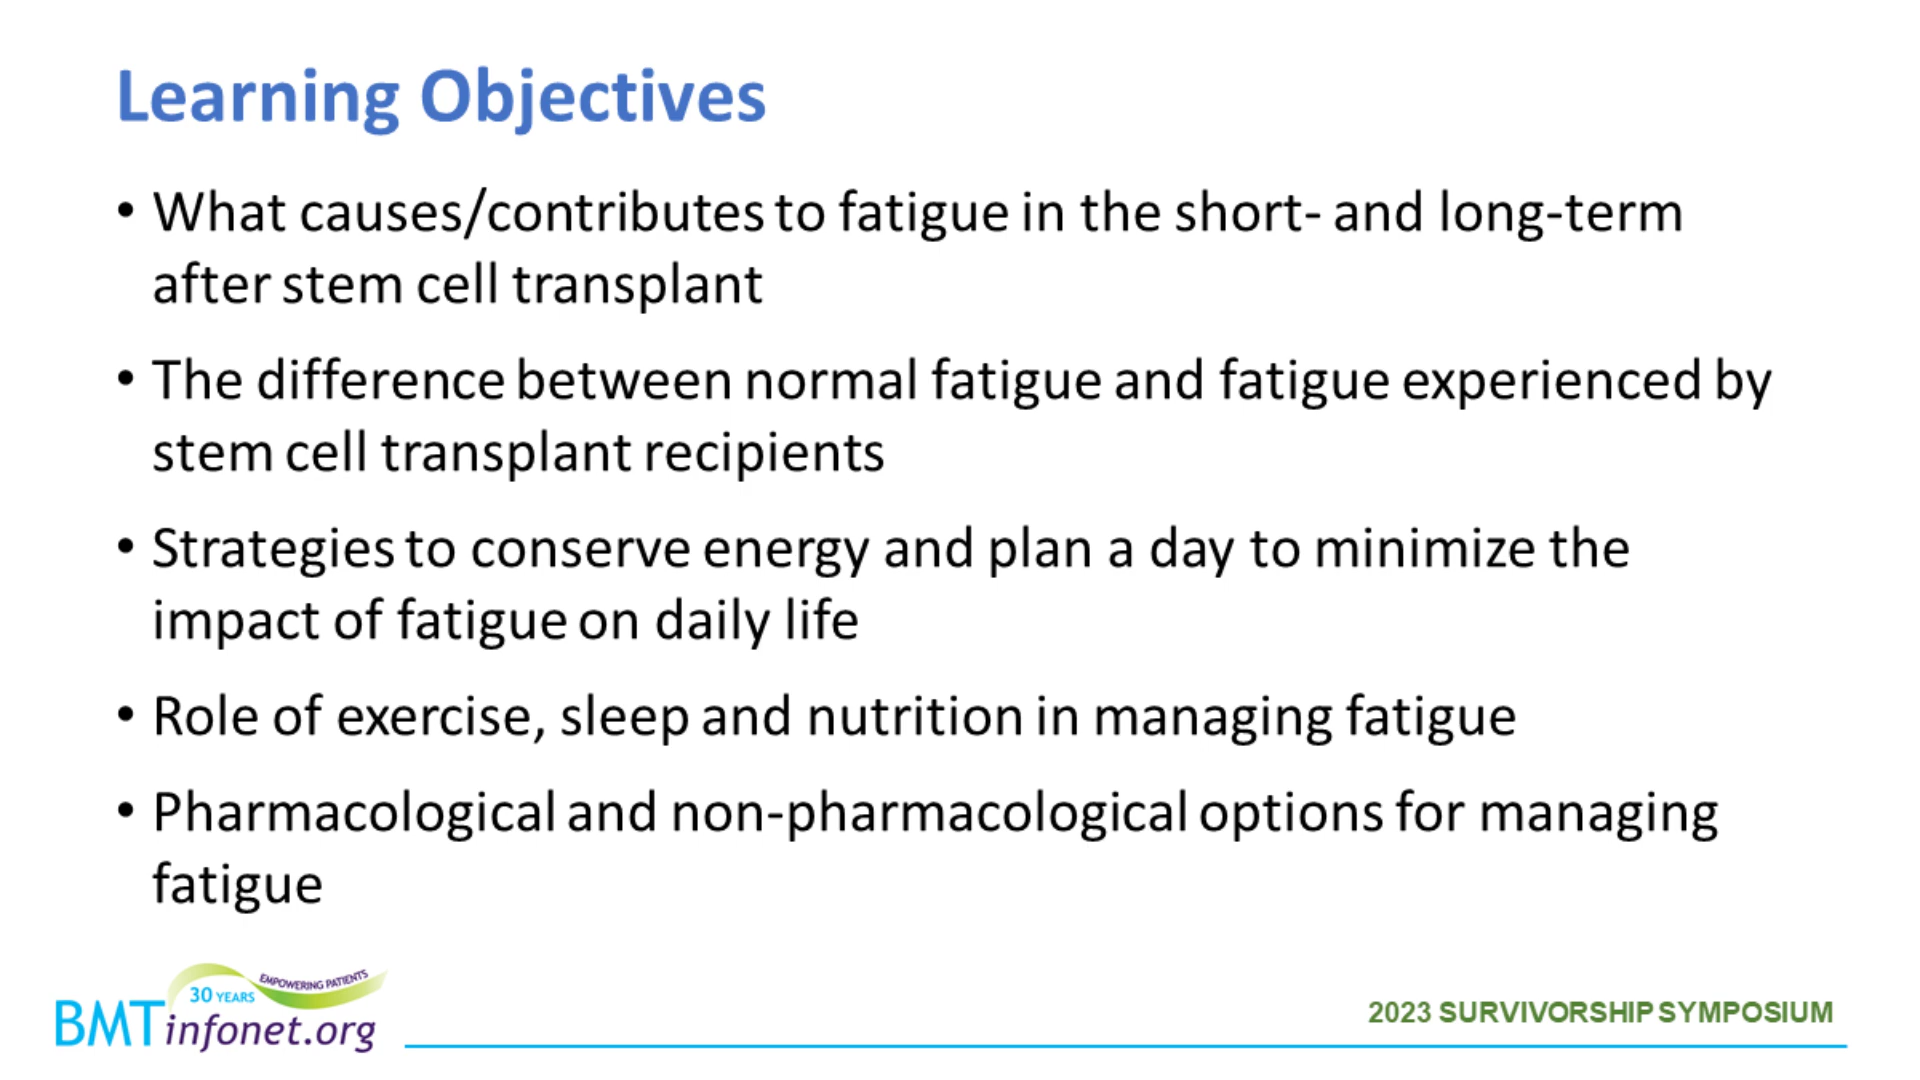 Learning Objectives
• What causes/contributes to fatigue in the short- and long-term
after stem cell transplant
• The difference between normal fatigue and fatigue experienced by
stem cell transplant recipients
• Strategies to conserve energy and plan a day to minimize the
impact of fatigue on daily life
• Role of exercise, sleep and nutrition in managing fatigue
• Pharmacological and non-pharmacological options for managing
fatigue
EMPOWERING PATIENTS
30 YEARS
BMTinfonet.org
2023 SURVIVORSHIP SYMPOSIUM